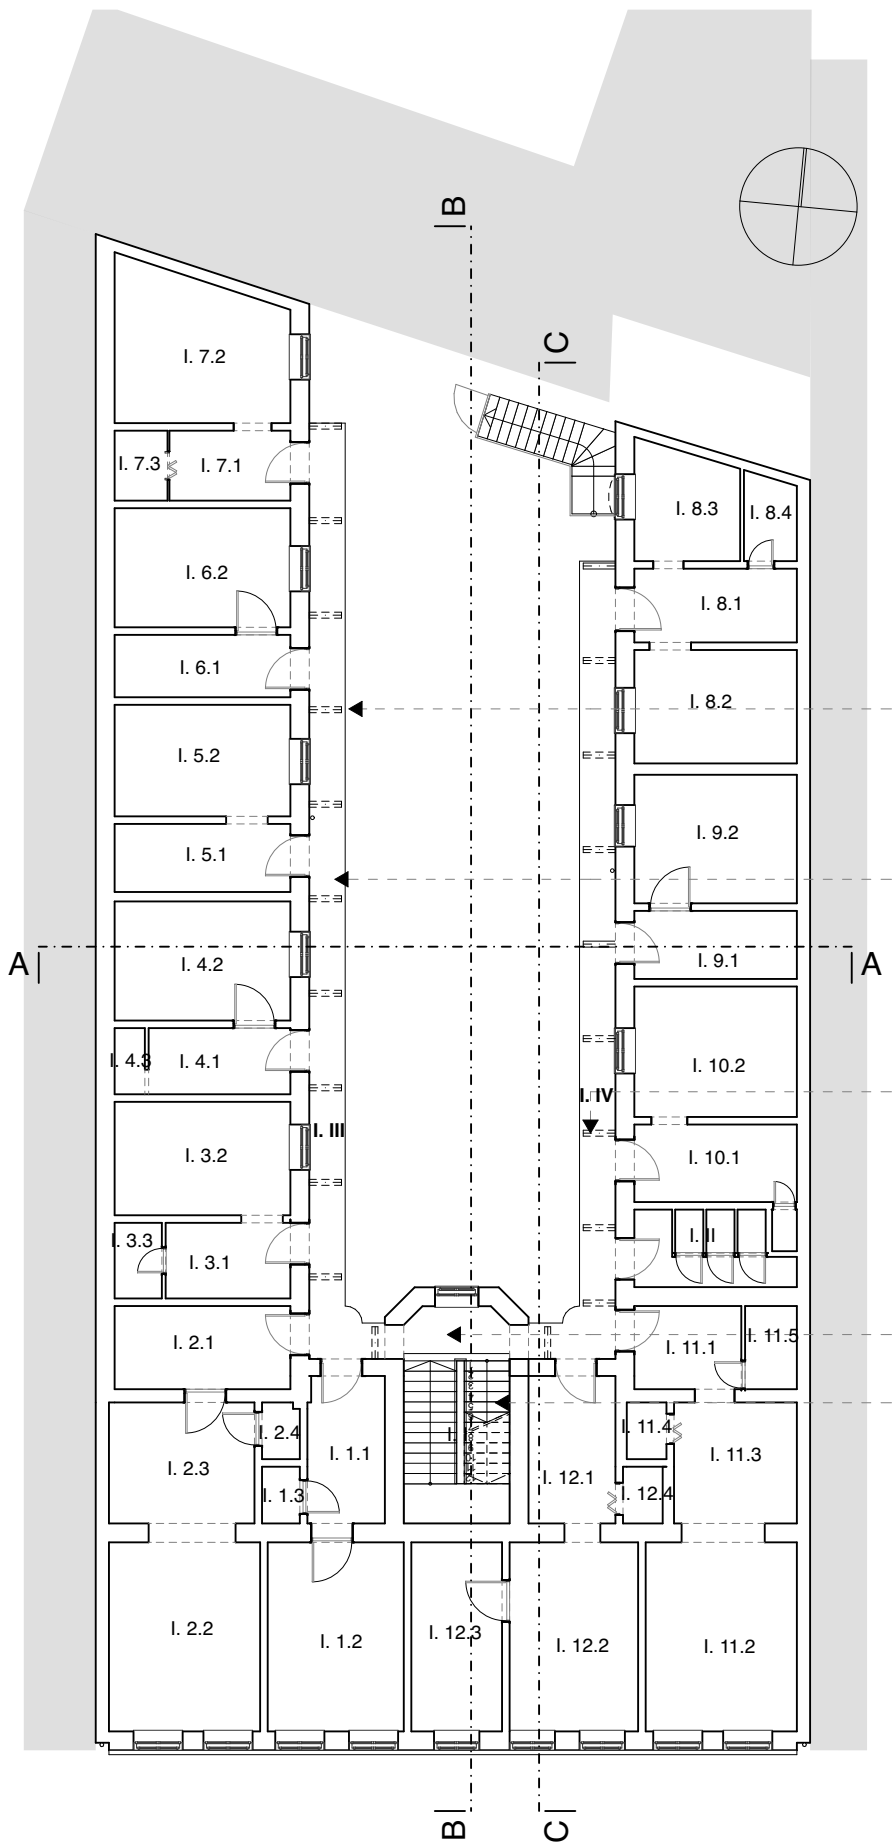 B
C
I. 7.2
I. 7.3
I. 7.1
I. 8.3
I. 8.4
I. 6.2
I. 8.1
I. 6.1
I. 8.2
I. 5.2
I. 9.2
I. 5.1
A
I. 4.2
I. 9.1
A
I. 4.3
I. 4.1
I. 10.2
I. IV
I. III
I. 3.2
I. 10.1
I. 3.3
I. 3.1
I. II
I. 2.1
I. 11.1
I. 11.5
I. 2.4
I. 11.4
I. 2.3
I. 1.1
I. 11.3
I. 12.1
I. 1.3
I. 12.4
I. 2.2
I. 1.2
I. 12.3
I. 12.2
I. 11.2
B
C